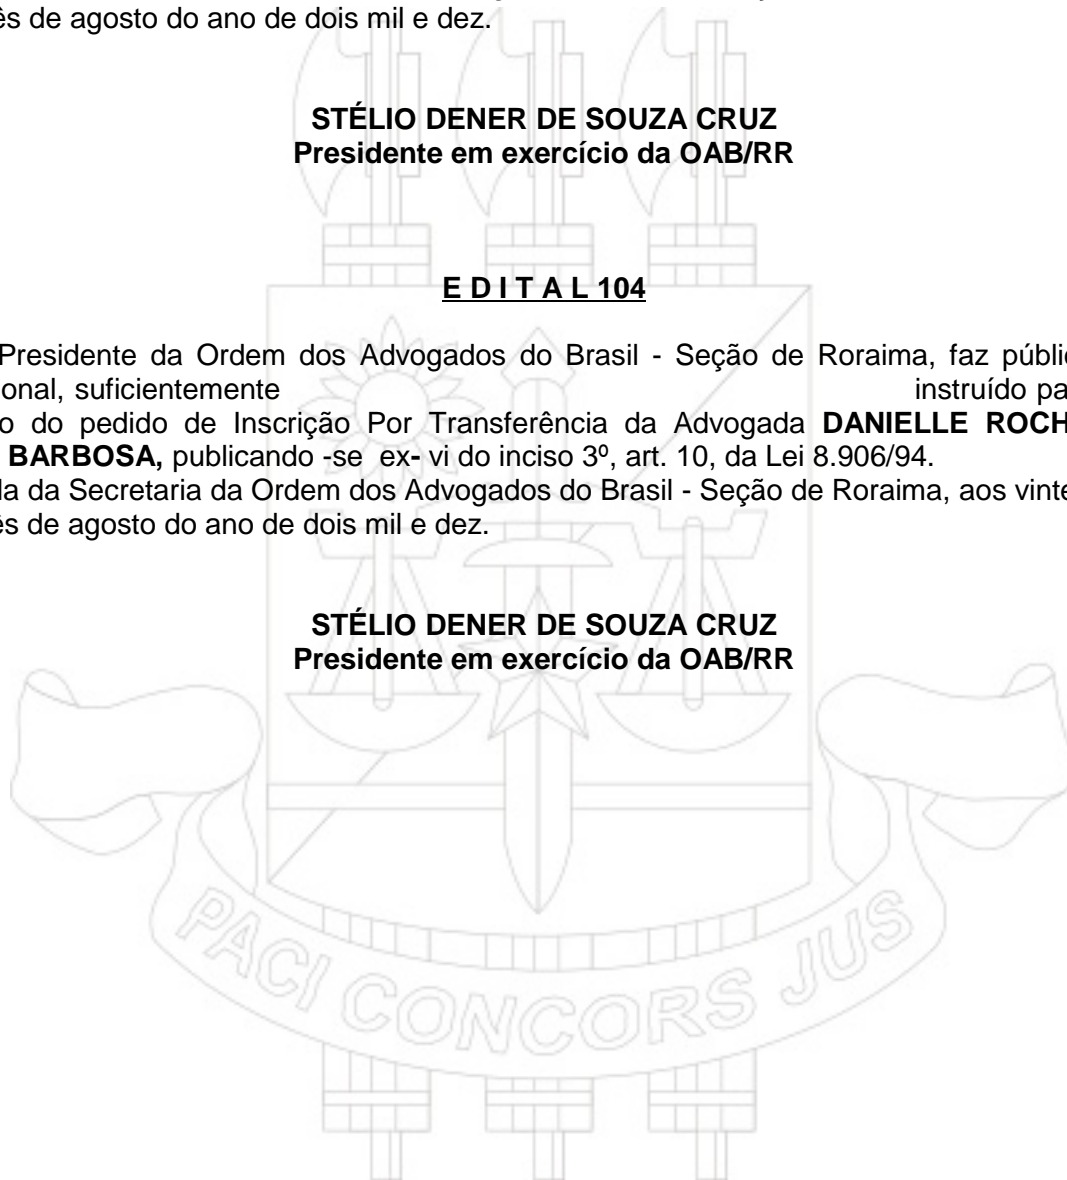 ês de agosto do ano de dois mil e dez.
STÉLIO DENER DE SOUZA CRUZ
Presidente em exercício da OAB/RR
E D I T A L 104
Presidente da Ordem dos Advogados do Brasil - Seção de Roraima, faz públi
onal, suficientemente instruído pa
o do pedido de Inscrição Por Transferência da Advogada DANIELLE ROCH
BARBOSA, publicando -se ex- vi do inciso 3º, art. 10, da Lei 8.906/94.
la da Secretaria da Ordem dos Advogados do Brasil - Seção de Roraima, aos vinte
ês de agosto do ano de dois mil e dez.
STÉLIO DENER DE SOUZA CRUZ
Presidente em exercício da OAB/RR
PACI CONCORS JUS